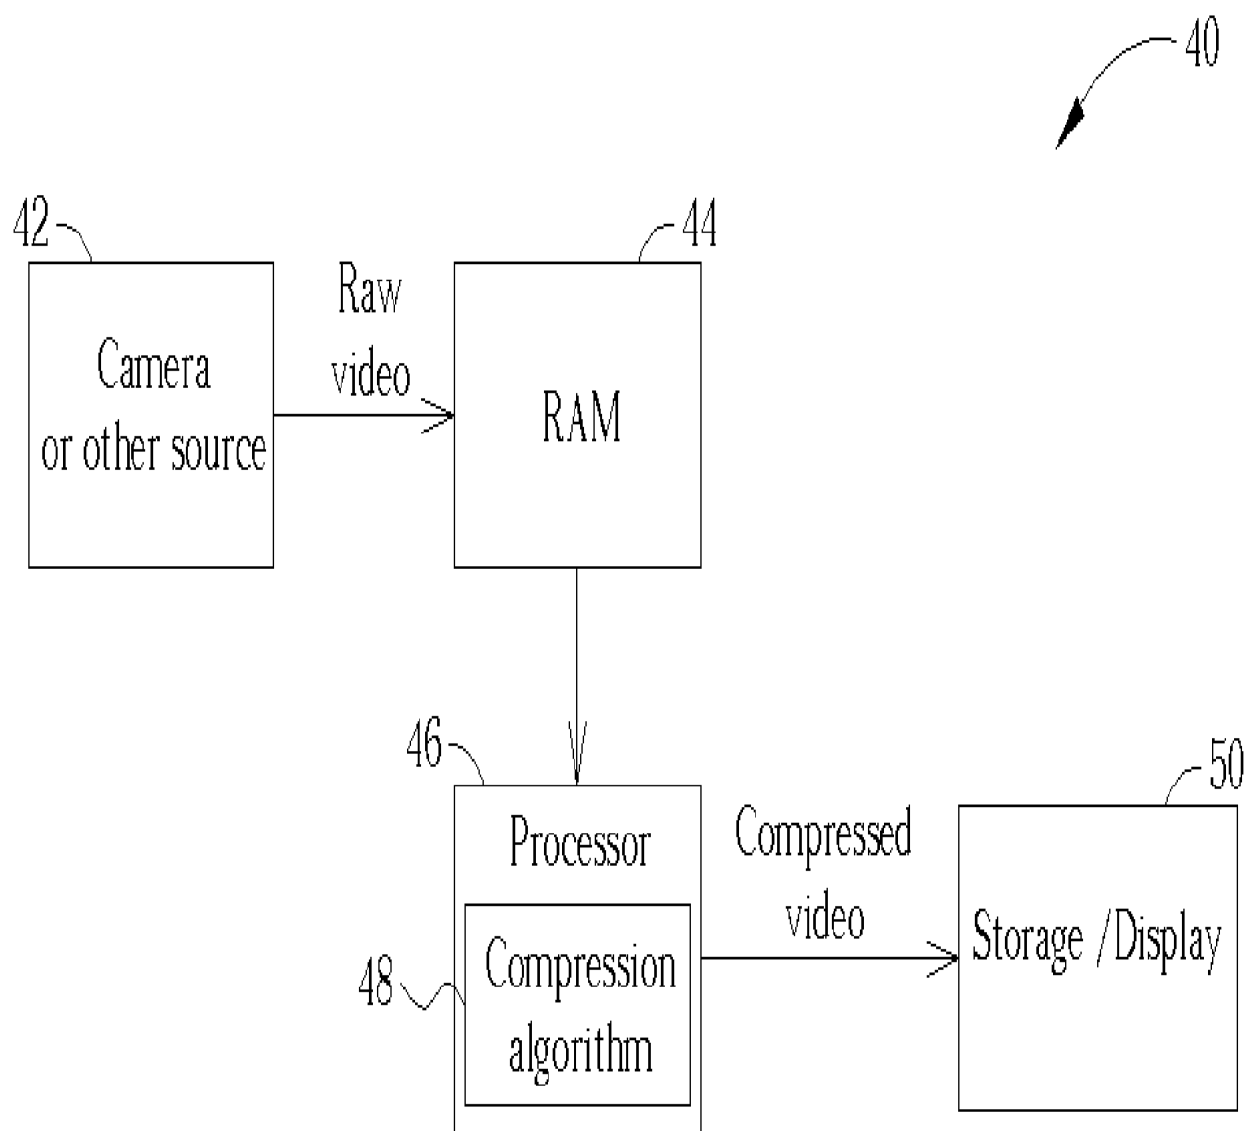 40
42
44
Raw
video
Camera
or other source
RAM
46
50
Processor
Compressed
video
Storage /Display
48
Compression
algorithm